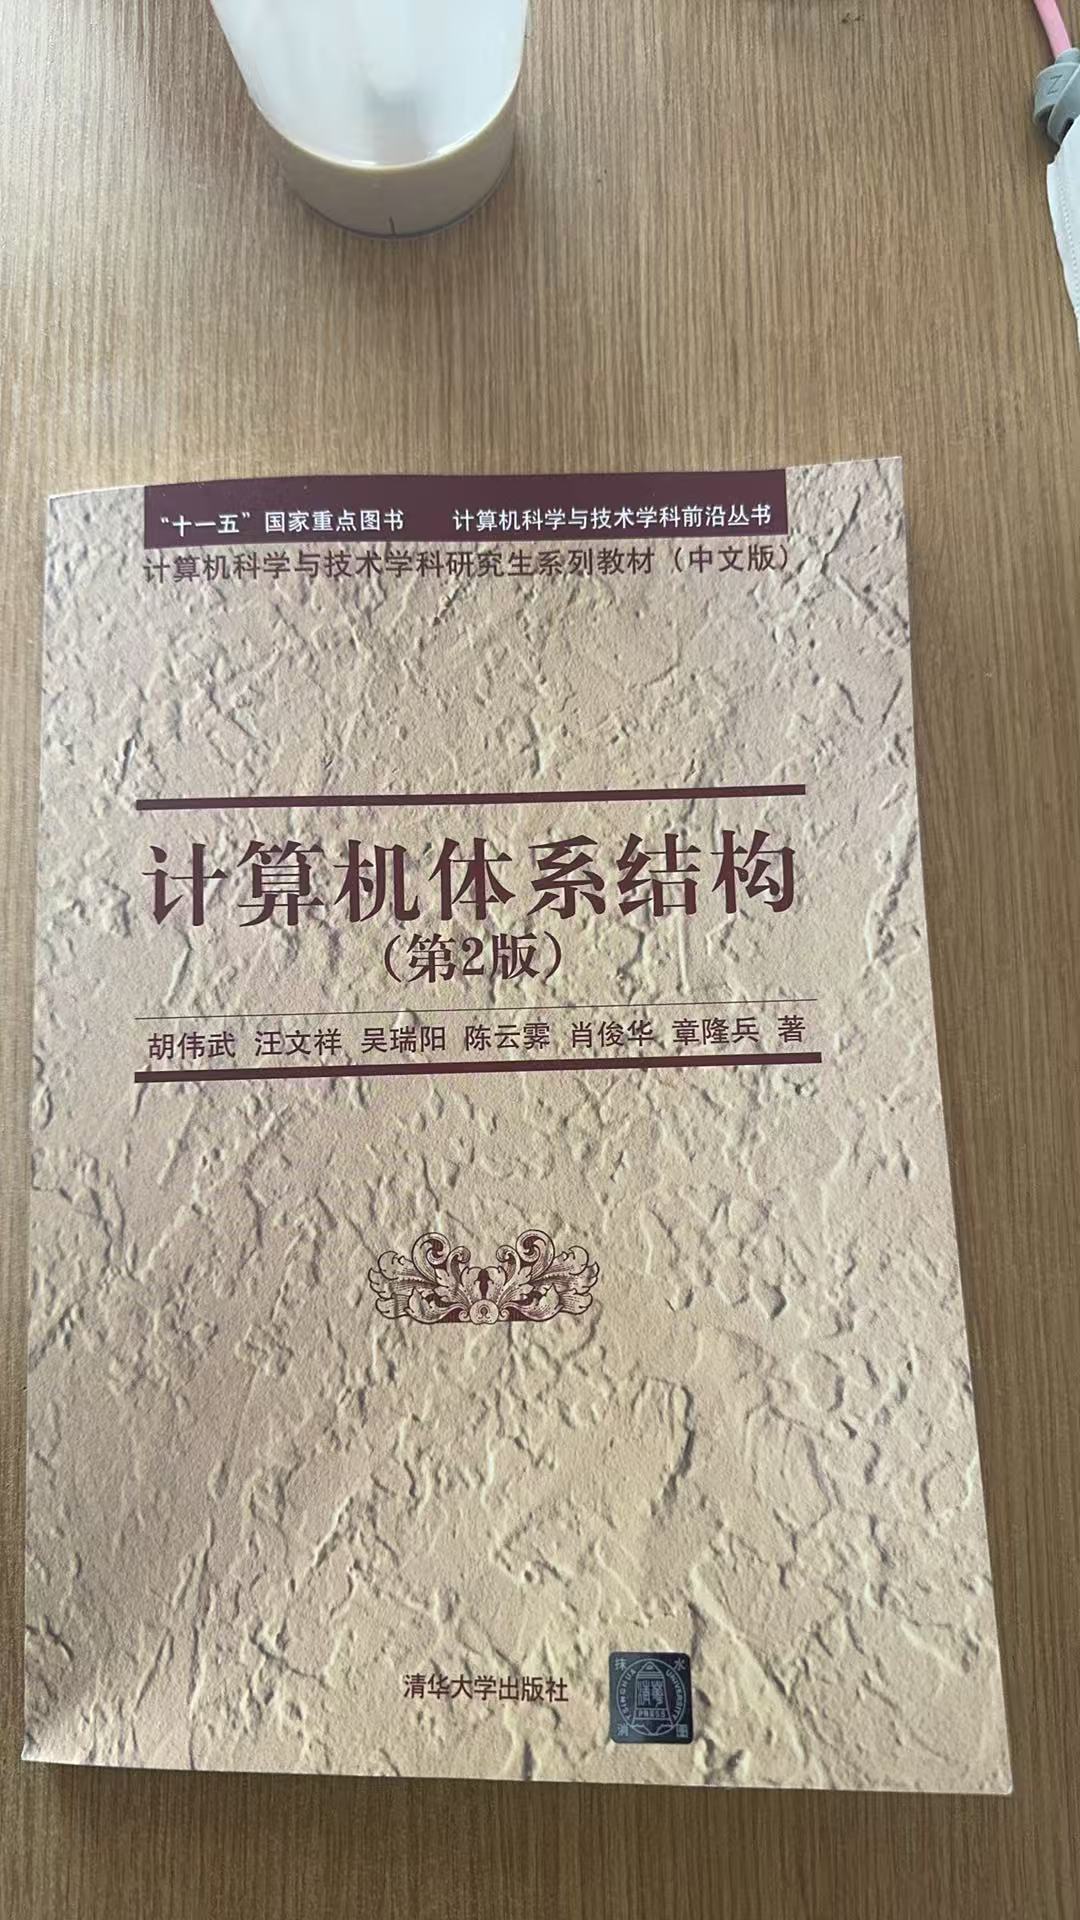 Z
“十一五”国家重点图书 计算机科学与技术学科前沿丛书
计算机科学与技术学科研究生系列教材（中文版）
计算机体系结构
（第2版）
胡伟武 汪文祥 吴瑞阳 陈云霁 肖俊华 章隆兵 著
清华大学出版社
TSINGHUA UNIVERSITY
PRESS